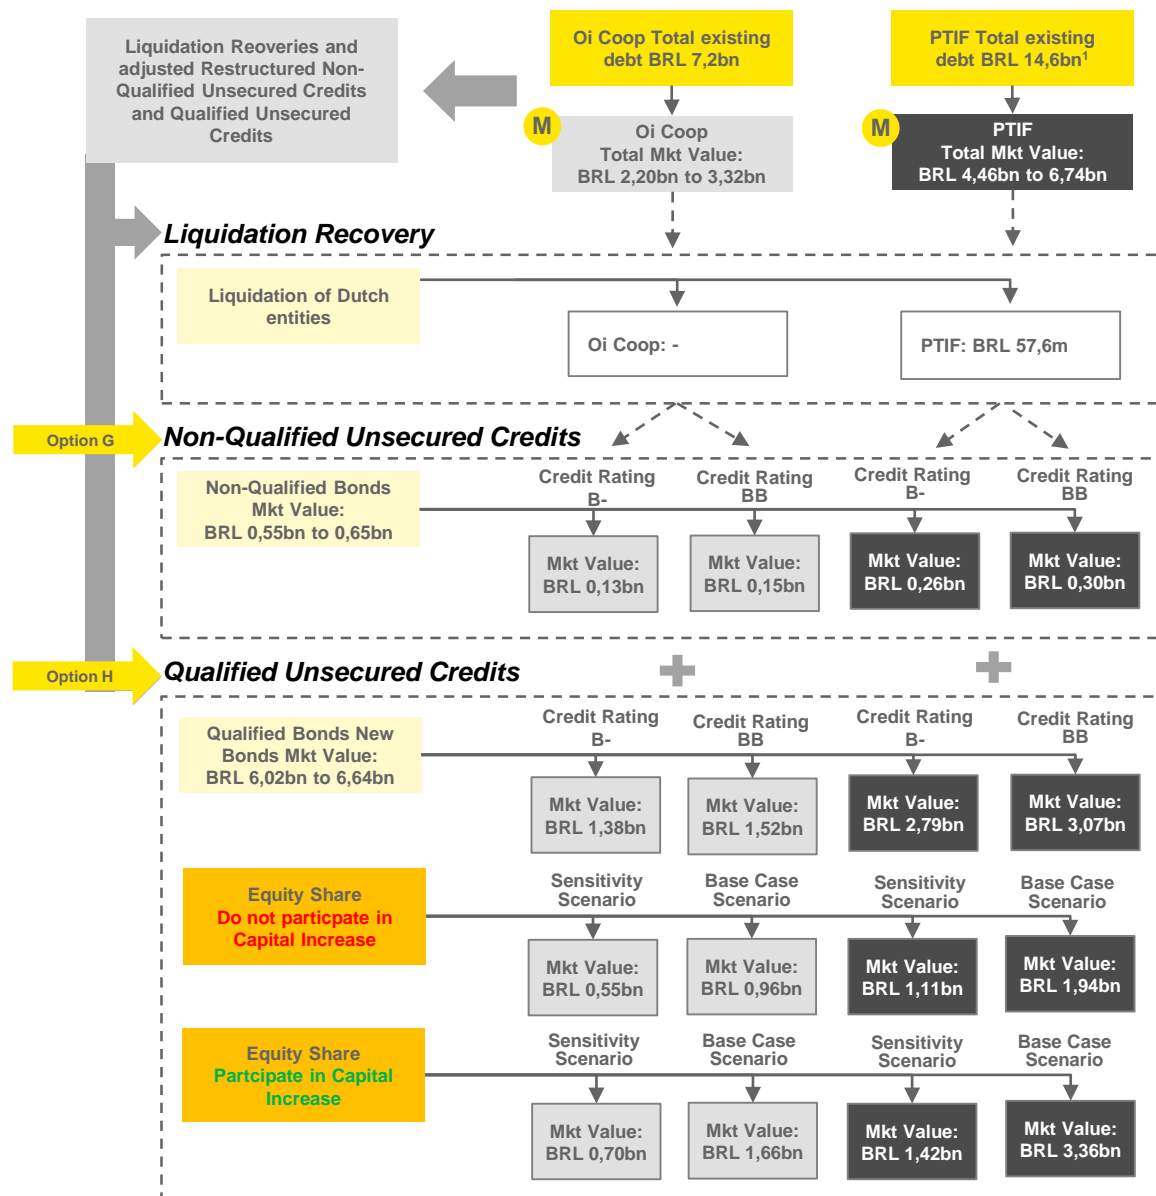 Liquidation Reoveries and
adjusted Restructured Non-
Qualified Unsecured Credits
and Qualified Unsecured
Credits
Oi Coop Total existing
debt BRL 7,2bn
PTIF Total existing
debt BRL 14,6bn¹
M
Oi Coop
Total Mkt Value:
BRL 2,20bn to 3,32bn
M
PTIF
Total Mkt Value:
BRL 4,46bn to 6,74bn
Liquidation Recovery
Liquidation of Dutch
entities
Oi Coop: -
PTIF: BRL 57,6m
Option G
Non-Qualified Unsecured Credits
Non-Qualified Bonds
Mkt Value:
BRL 0,55bn to 0,65bn
Credit Rating
B-
Credit Rating
BB
Credit Rating
B-
Credit Rating
BB
Mkt Value:
BRL 0,13bn
Mkt Value:
BRL 0,15bn
Mkt Value:
BRL 0,26bn
Mkt Value:
BRL 0,30bn
Option H
Qualified Unsecured Credits
Qualified Bonds New
Bonds Mkt Value:
BRL 6,02bn to 6,64bn
Credit Rating
B-
Credit Rating
BB
Credit Rating
B-
Credit Rating
BB
Mkt Value:
BRL 1,38bn
Mkt Value:
BRL 1,52bn
Mkt Value:
BRL 2,79bn
Mkt Value:
BRL 3,07bn
Equity Share
Do not particpate in
Capital Increase
Sensitivity
Scenario
Base Case
Scenario
Sensitivity
Scenario
Base Case
Scenario
Mkt Value:
BRL 0,55bn
Mkt Value:
BRL 0,96bn
Mkt Value:
BRL 1,11bn
Mkt Value:
BRL 1,94bn
Equity Share
Partcipate in Capital
Increase
Sensitivity
Scenario
Base Case
Scenario
Sensitivity
Scenario
Base Case
Scenario
Mkt Value:
BRL 0,70bn
Mkt Value:
BRL 1,66bn
Mkt Value:
BRL 1,42bn
Mkt Value:
BRL 3,36bn